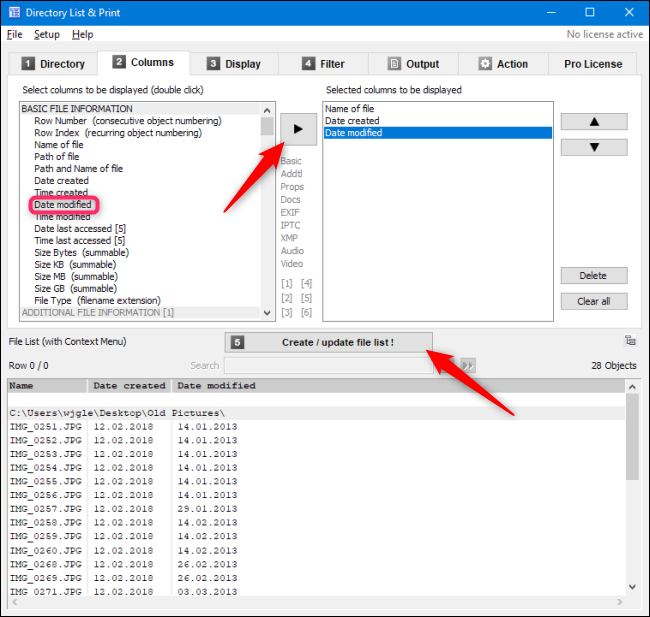 Directory List & Print
File Setup Help No license active
1 Directory 2 Columns 3 Display 4 Filter Output Action Pro License
Select columns to be displayed (double click) Selected columns to be displayed
BASIC FILE INFORMATION
Row Number (consecutive object numbering)
Row Index (recurring object numbering)
Name of file
Path of file
Path and Name of file
Date created
Time created
Date modified
Time modified
Date last accessed [5]
Time last accessed [5]
Size Bytes (summable)
Size KB (summable)
Size MB (summable)
Size GB (summable)
File Type (filename extension)
ADDITIONAL FILE INFORMATION [1]
Basic
Addtl
Props
Docs
EXIF
IPTC
XMP
Audio
Video
[1] [4]
[2] [5]
[3] [6]
Name of file
Date created
Date modified
Delete
Clear all
File List (with Context Menu) 5 Create / update file list !
Row 0 / 0 Search 28 Objects
Name Date created Date modified
C:\Users\wjgle\Desktop\Old Pictures\
IMG_0251.JPG 12.02.2018 14.01.2013
IMG_0252.JPG 12.02.2018 14.01.2013
IMG_0253.JPG 12.02.2018 14.01.2013
IMG_0254.JPG 12.02.2018 14.01.2013
IMG_0255.JPG 12.02.2018 14.01.2013
IMG_0256.JPG 12.02.2018 14.01.2013
IMG_0257.JPG 12.02.2018 29.01.2013
IMG_0258.JPG 12.02.2018 14.02.2013
IMG_0259.JPG 12.02.2018 14.02.2013
IMG_0260.JPG 12.02.2018 14.02.2013
IMG_0268.JPG 12.02.2018 26.02.2013
IMG_0269.JPG 12.02.2018 26.02.2013
IMG_0271.JPG 12.02.2018 03.03.2013